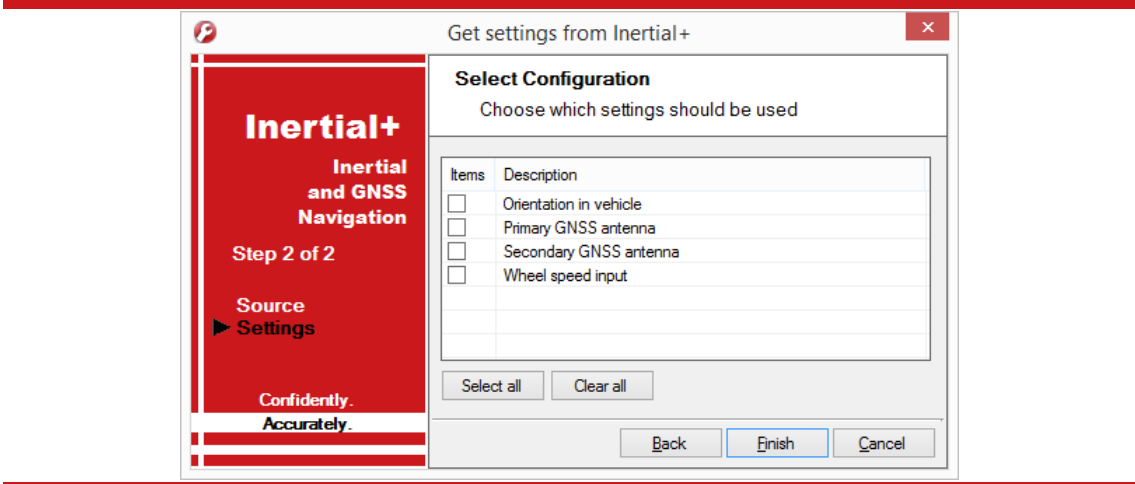 Get settings from Inertial+
Inertial+
Inertial
and GNSS
Navigation
Step 2 of 2
Source
Settings
Confidently.
Accurately.
Select Configuration
Choose which settings should be used
Items Description
Orientation in vehicle
Primary GNSS antenna
Secondary GNSS antenna
Wheel speed input
Select all Clear all
Back Finish Cancel